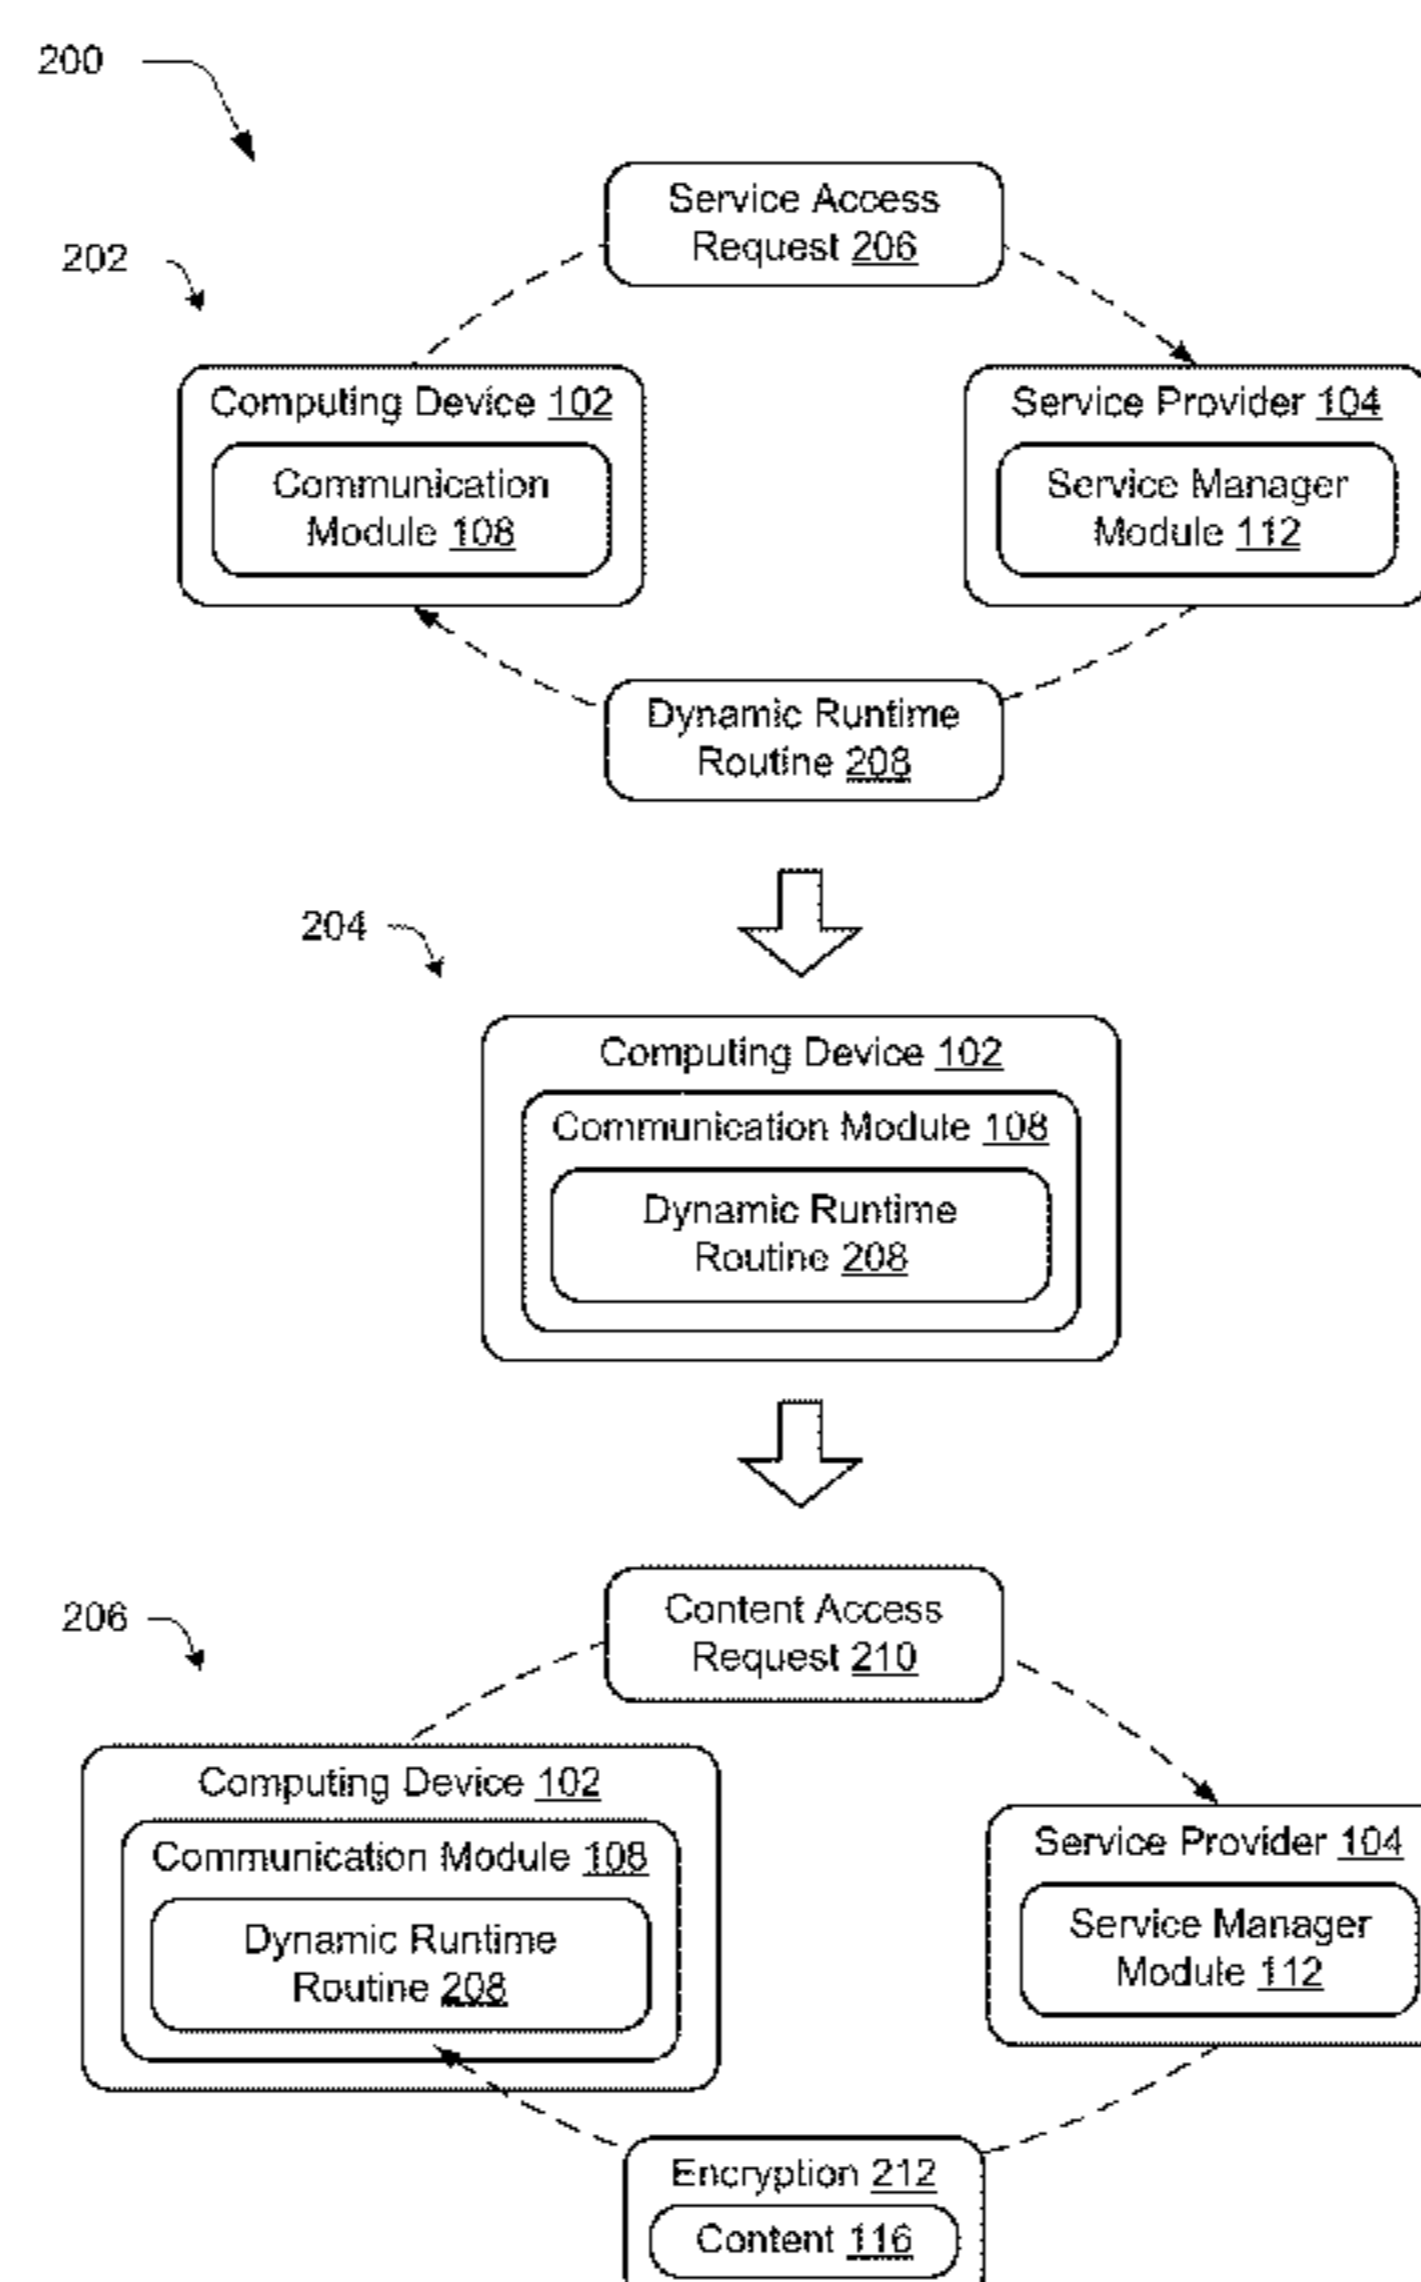 200
Service Access
Request 206
202
Computing Device 102
Service Provider 104
Communication
Module 108
Service Manager
Module 112
Dynamic Runtime
Routine 208
204
Computing Device 102
Communication Module 108
Dynamic Runtime
Routine 208
206
Content Access
Request 210
Computing Device 102
Service Provider 104
Communication Module 108
Service Manager
Module 112
Dynamic Runtime
Routine 208
Encryption 212
Content 116